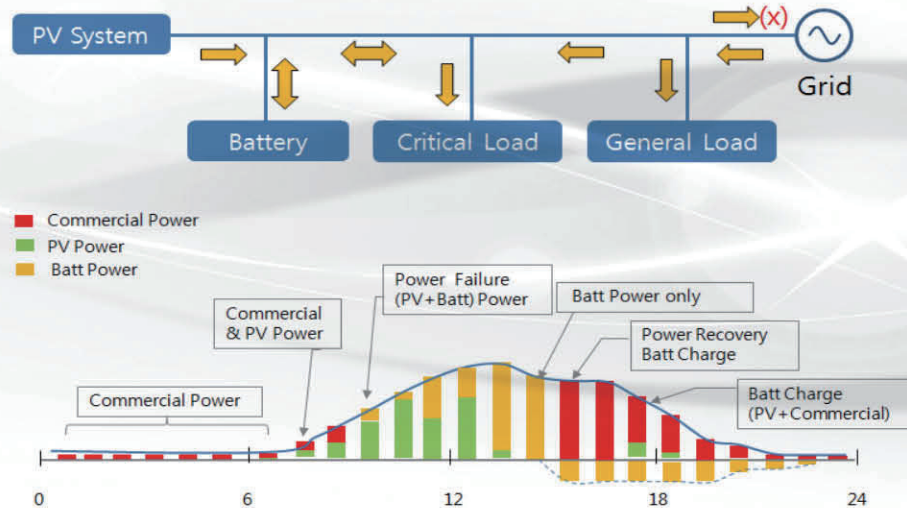 PV System
(x)
Grid
Battery
Critical Load
General Load
Commercial Power
PV Power
Batt Power
Commercial Power
Commercial
& PV Power
Power Failure
(PV+Batt) Power
Batt Power only
Power Recovery
Batt Charge
Batt Charge
(PV+Commercial)
0 6 12 18 24